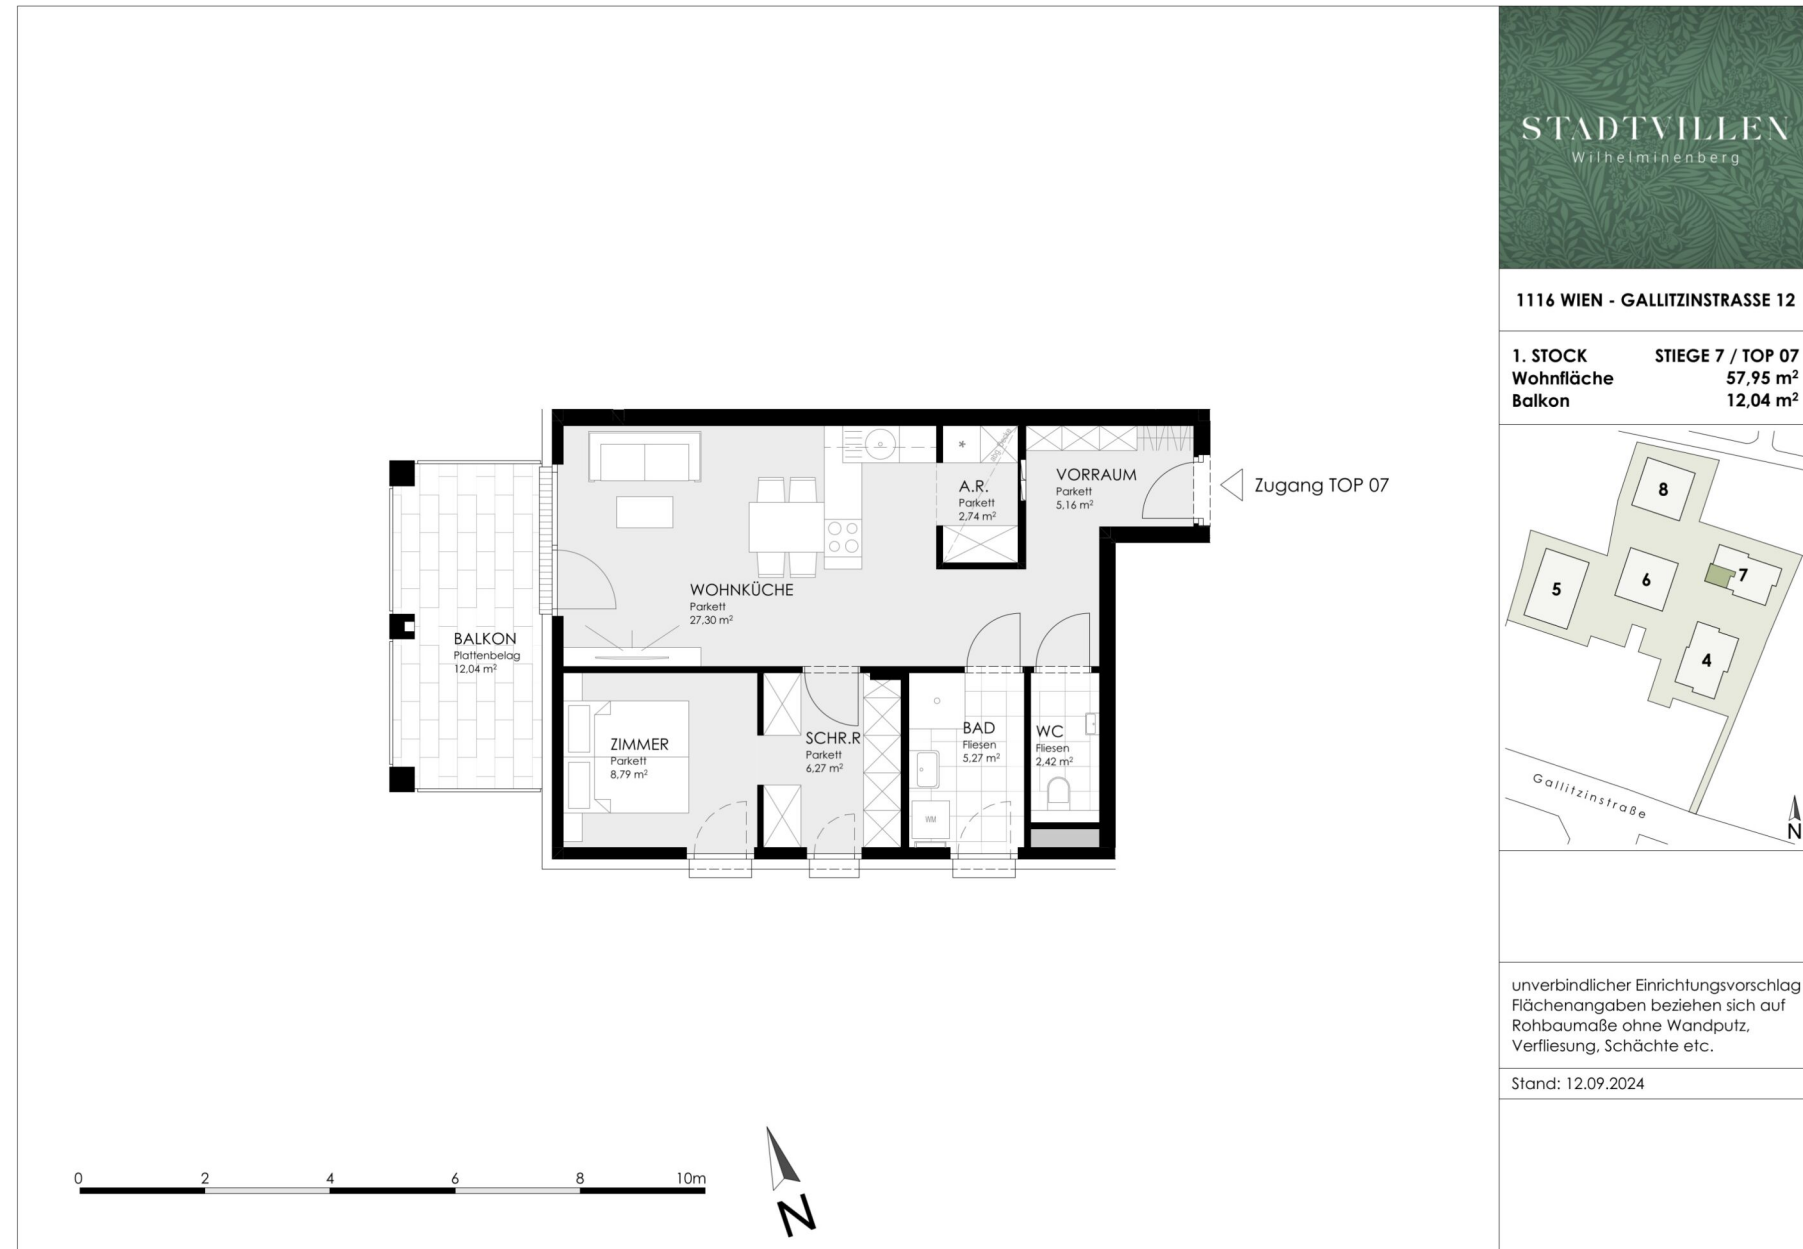 STADTVILLEN
Wilhelminenberg
1116 WIEN - GALLITZINSTRASSE 12
1. STOCK STIEGE 7 / TOP 07
Wohnfläche 57,95 m²
Balkon 12,04 m²
8
7
6
5
4
Gallitzinstraße
N
unverbindlicher Einrichtungsvorschlag
Flächenangaben beziehen sich auf
Rohbaumaße ohne Wandputz,
Verfliesung, Schächte etc.
Stand: 12.09.2024
abg. Decke
*
A.R.
Parkett
2,74 m²
VORRAUM
Parkett
5,16 m²
Zugang TOP 07
WOHNKÜCHE
Parkett
27,30 m²
BALKON
Plattenbelag
12,04 m²
ZIMMER
Parkett
8,79 m²
SCHR.R
Parkett
6,27 m²
BAD
Fliesen
5,27 m²
WC
Fliesen
2,42 m²
WM
0 2 4 6 8 10m
N